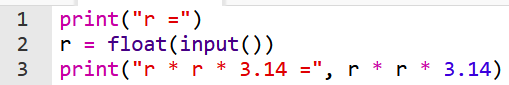 1 print("r =")
2 r = float(input())
3 print("r * r * 3.14 =", r * r * 3.14)